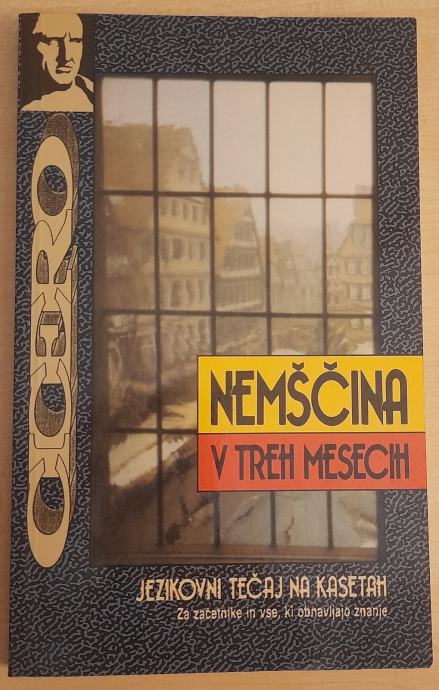 CICERO
NEMŠČINA
V TREH MESECIH
JEZIKOVNI TEČAJ NA KASETAH
Za začetnike in vse, ki obnavljajo znanje